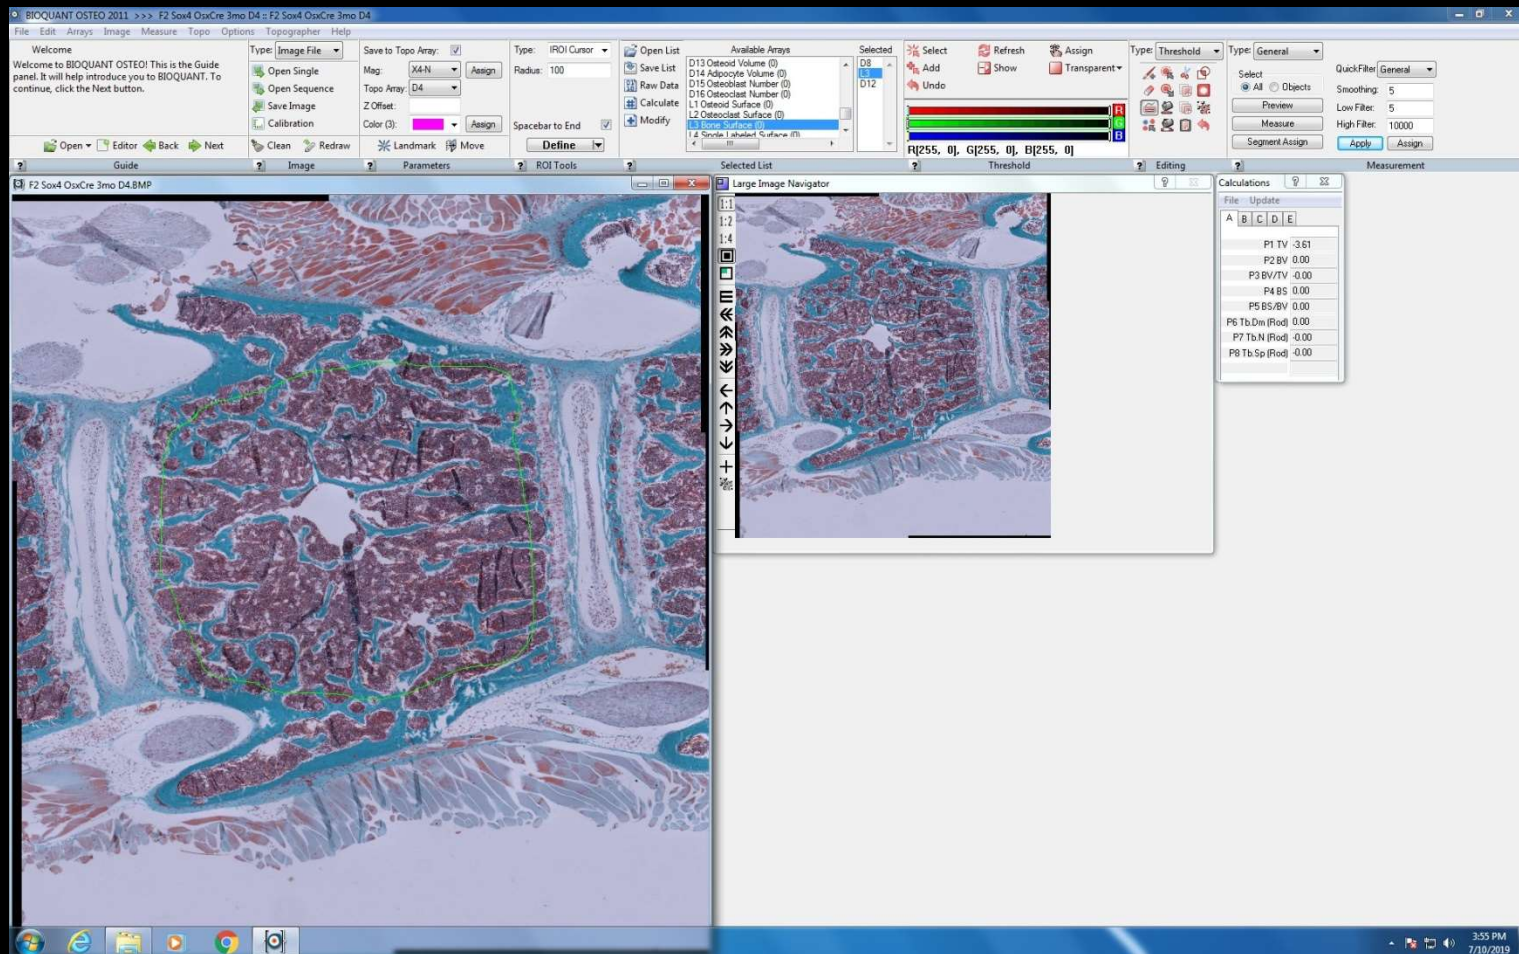 BIOQUANT OSTEO 2011 >>> F2 Sox4 OsxCre 3mo D4 :: F2 Sox4 OsxCre 3mo D4
File Edit Arrays Image Measure Topo Options Topographer Help
Welcome
Welcome to BIOQUANT OSTEO! This is the Guide
panel. It will help introduce you to BIOQUANT. To
continue, click the Next button.
Open Editor Back Next
? Guide
Type: Image File
Open Single
Open Sequence
Save Image
Calibration
Clean Redraw
? Image
Save to Topo Array:
Mag: X4-N Assign
Topo Array: D4
Z Offset:
Color (3): Assign
Landmark Move
? Parameters
Type: IROI Cursor
Radius: 100
Spacebar to End
Define
? ROI Tools
Open List
Save List
Raw Data
Calculate
Modify
Available Arrays
D13 Osteoid Volume (0)
D14 Adipocyte Volume (0)
D15 Osteoblast Number (0)
D16 Osteoclast Number (0)
L1 Osteoid Surface (0)
L2 Osteoclast Surface (0)
L3 Bone Surface (0)
L4 Single Labeled Surface (0)
Selected
D8
L3
D12
? Selected List
Select Refresh Assign
Add Show Transparent
Undo
R
G
B
R[255, 0], G[255, 0], B[255, 0]
? Threshold
Type: Threshold
? Editing
Type: General
Select
All Objects
Preview
Measure
Segment Assign
QuickFilter General
Smoothing: 5
Low Filter: 5
High Filter: 10000
Apply Assign
? Measurement
F2 Sox4 OsxCre 3mo D4.BMP
Large Image Navigator
1:1
1:2
1:4
Calculations
File Update
A B C D E
P1 TV -3.61
P2 BV 0.00
P3 BV/TV -0.00
P4 BS 0.00
P5 BS/BV 0.00
P6 Tb.Dm (Rod) 0.00
P7 Tb.N (Rod) -0.00
P8 Tb.Sp (Rod) -0.00
3:55 PM
7/10/2019